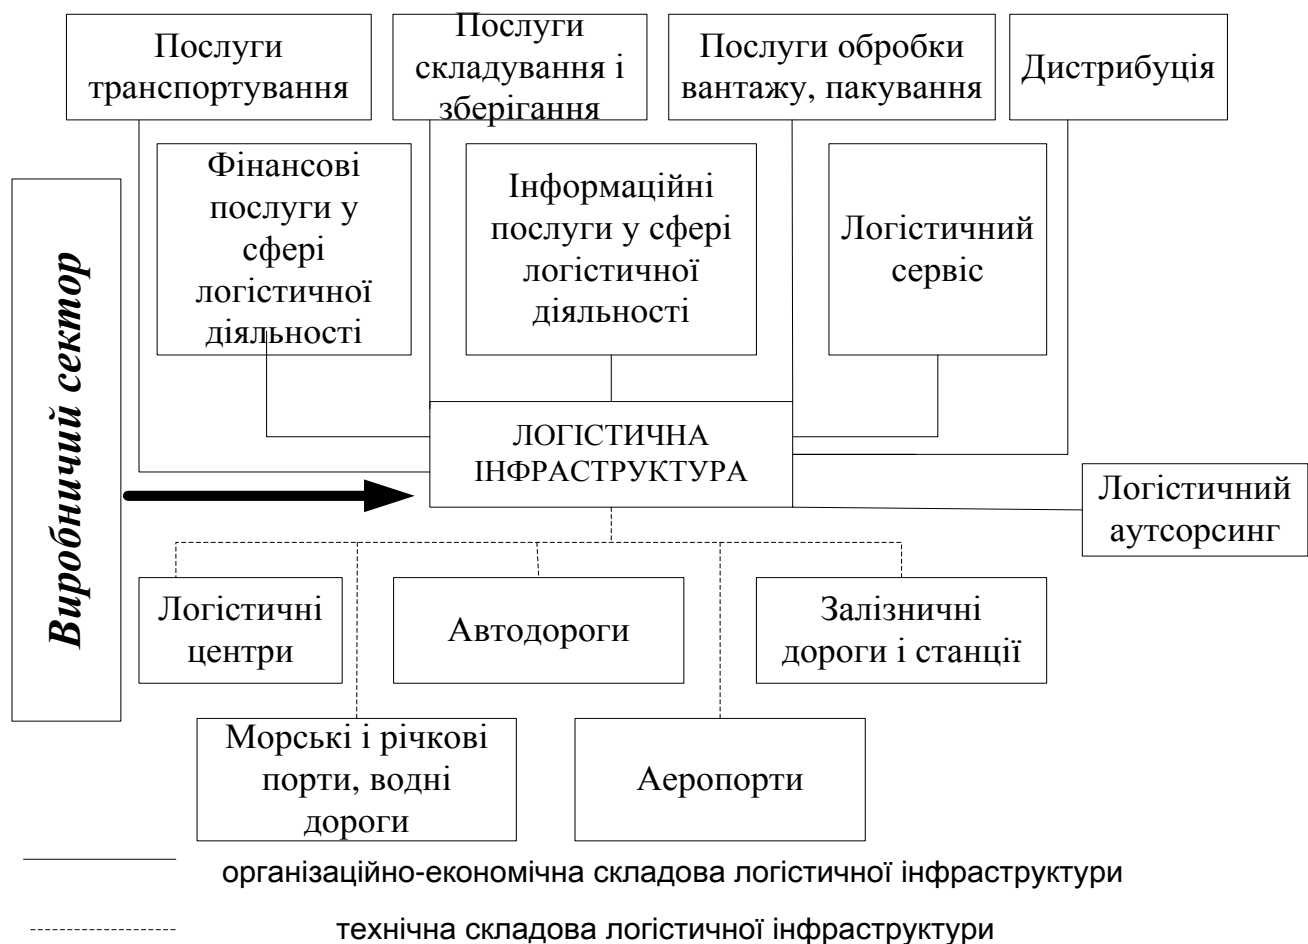 Послуги
транспортування
Послуги
складування і
зберігання
Послуги обробки
вантажу, пакування
Дистрибуція
Фінансові
послуги у
сфері
логістичної
діяльності
Інформаційні
послуги у сфері
логістичної
діяльності
Логістичний
сервіс
Виробничий сектор
ЛОГІСТИЧНА
ІНФРАСТРУКТУРА
Логістичний
аутсорсинг
Логістичні
центри
Автодороги
Залізничні
дороги і станції
Морські і річкові
порти, водні
дороги
Аеропорти
організаційно-економічна складова логістичної інфраструктури
технічна складова логістичної інфраструктури